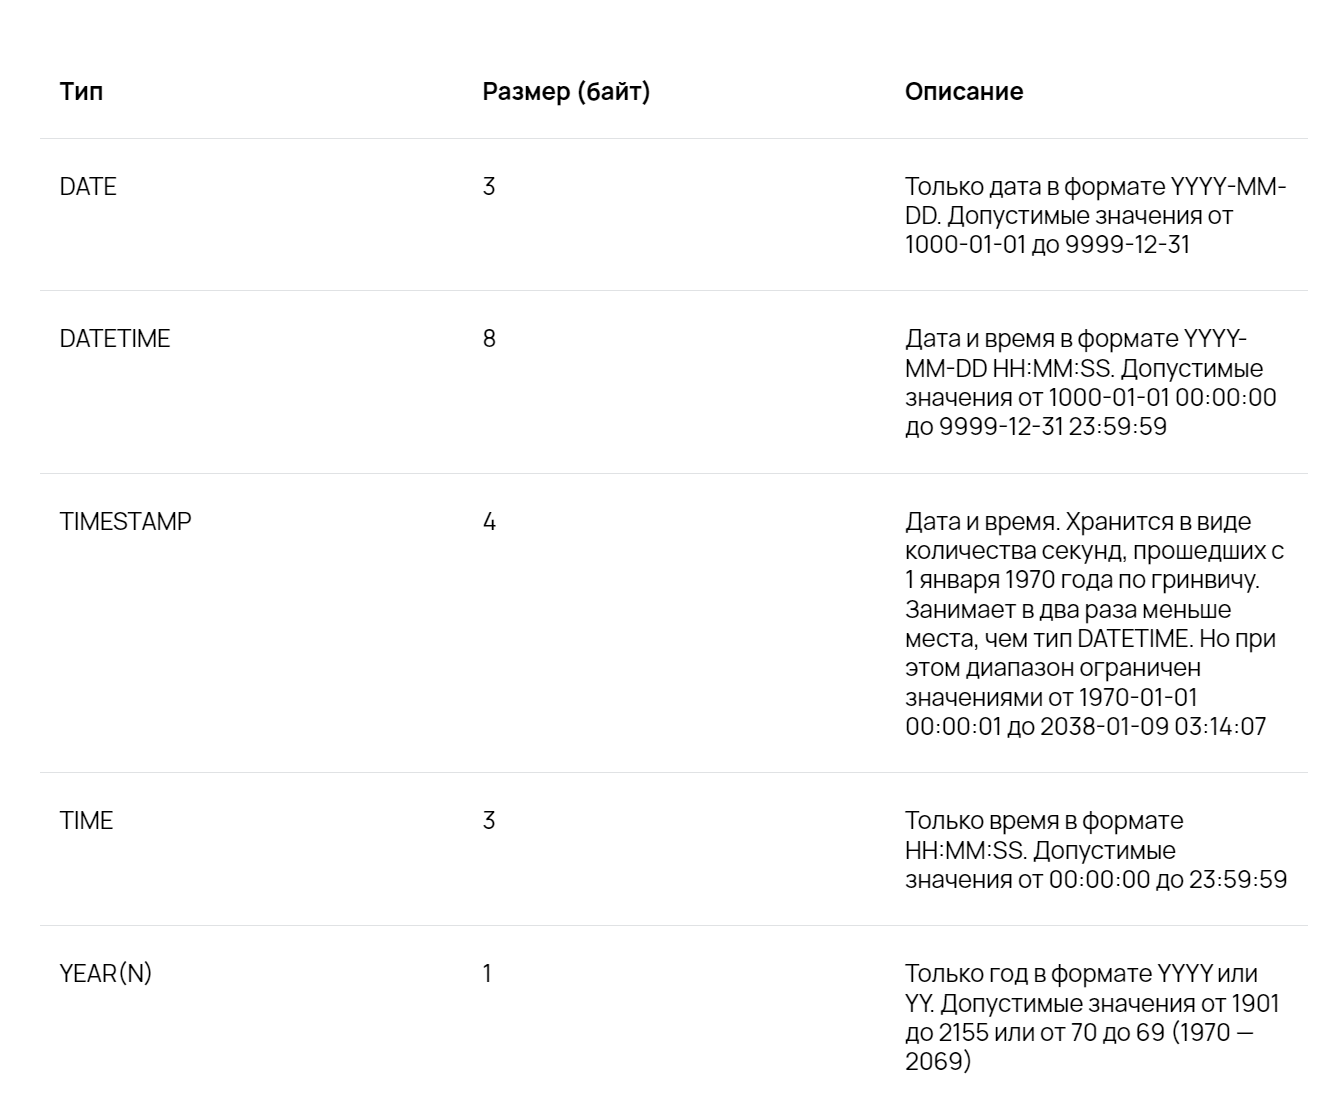 Тип Размер (байт) Описание
DATE 3 Только дата в формате YYYY-MM-
DD. Допустимые значения от
1000-01-01 до 9999-12-31
DATETIME 8 Дата и время в формате YYYY-
MM-DD HH:MM:SS. Допустимые
значения от 1000-01-01 00:00:00
до 9999-12-31 23:59:59
TIMESTAMP 4 Дата и время. Хранится в виде
количества секунд, прошедших с
1 января 1970 года по гринвичу.
Занимает в два раза меньше
места, чем тип DATETIME. Но при
этом диапазон ограничен
значениями от 1970-01-01
00:00:01 до 2038-01-09 03:14:07
TIME 3 Только время в формате
HH:MM:SS. Допустимые
значения от 00:00:00 до 23:59:59
YEAR(N) 1 Только год в формате YYYY или
YY. Допустимые значения от 1901
до 2155 или от 70 до 69 (1970 —
2069)